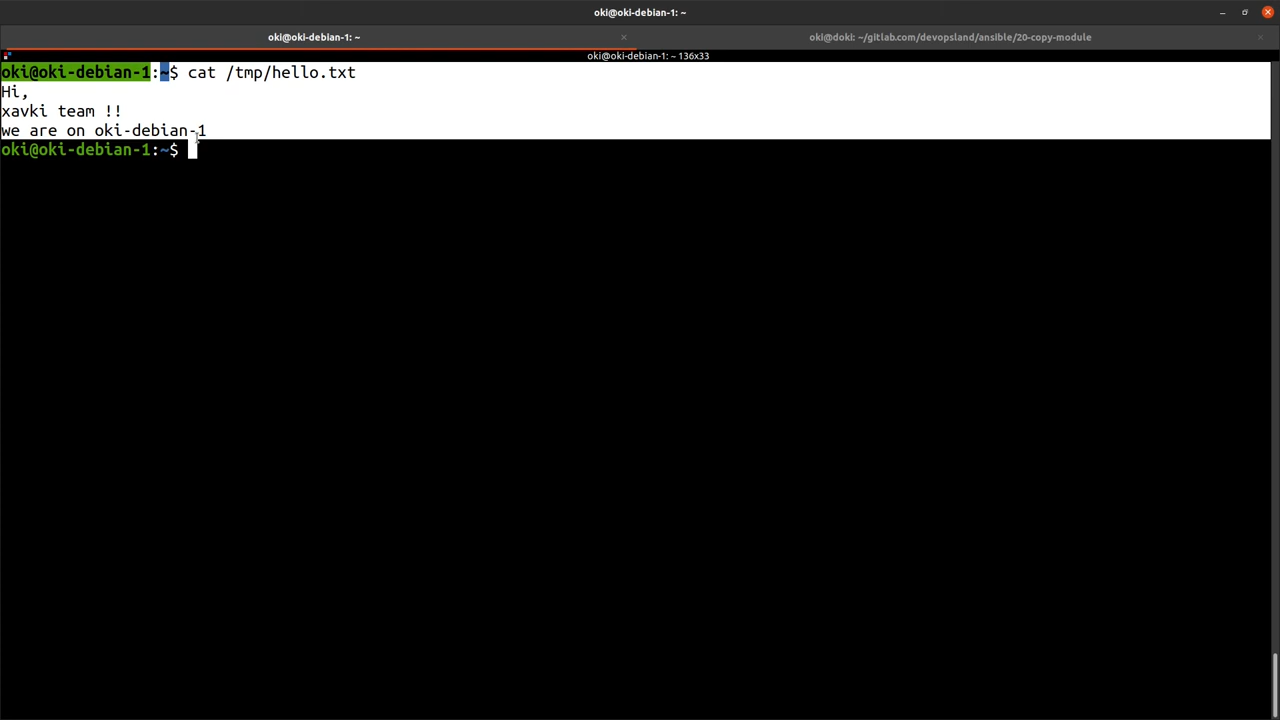 oki@oki-debian-1: ~
oki@oki-debian-1: ~ × oki@doki: ~/gitlab.com/devopsland/ansible/20-copy-module ×
oki@oki-debian-1: ~ 136x33
oki@oki-debian-1:~$ cat /tmp/hello.txt
Hi,
xavki team !!
we are on oki-debian-1
oki@oki-debian-1:~$